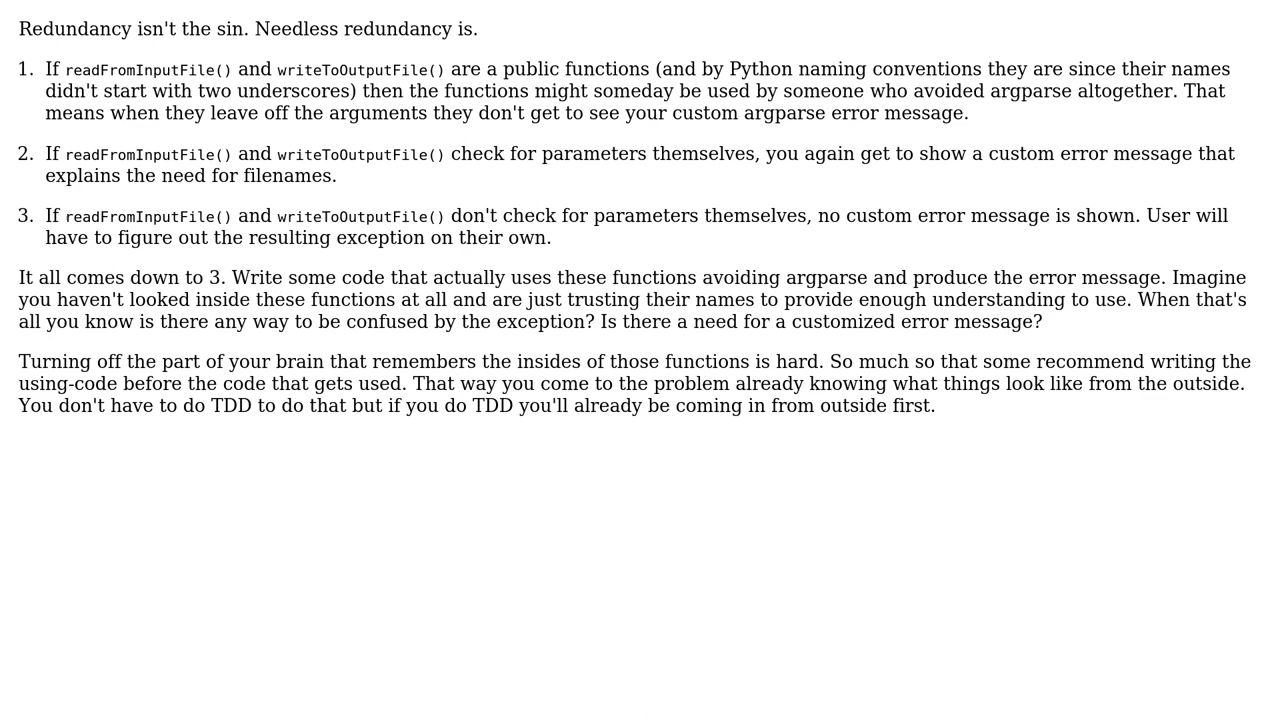 Redundancy isn't the sin. Needless redundancy is.
1. If readFromInputFile() and writeToOutputFile() are a public functions (and by Python naming conventions they are since their names
didn't start with two underscores) then the functions might someday be used by someone who avoided argparse altogether. That
means when they leave off the arguments they don't get to see your custom argparse error message.
2. If readFromInputFile() and writeToOutputFile() check for parameters themselves, you again get to show a custom error message that
explains the need for filenames.
3. If readFromInputFile() and writeToOutputFile() don't check for parameters themselves, no custom error message is shown. User will
have to figure out the resulting exception on their own.
It all comes down to 3. Write some code that actually uses these functions avoiding argparse and produce the error message. Imagine
you haven't looked inside these functions at all and are just trusting their names to provide enough understanding to use. When that's
all you know is there any way to be confused by the exception? Is there a need for a customized error message?
Turning off the part of your brain that remembers the insides of those functions is hard. So much so that some recommend writing the
using-code before the code that gets used. That way you come to the problem already knowing what things look like from the outside.
You don't have to do TDD to do that but if you do TDD you'll already be coming in from outside first.